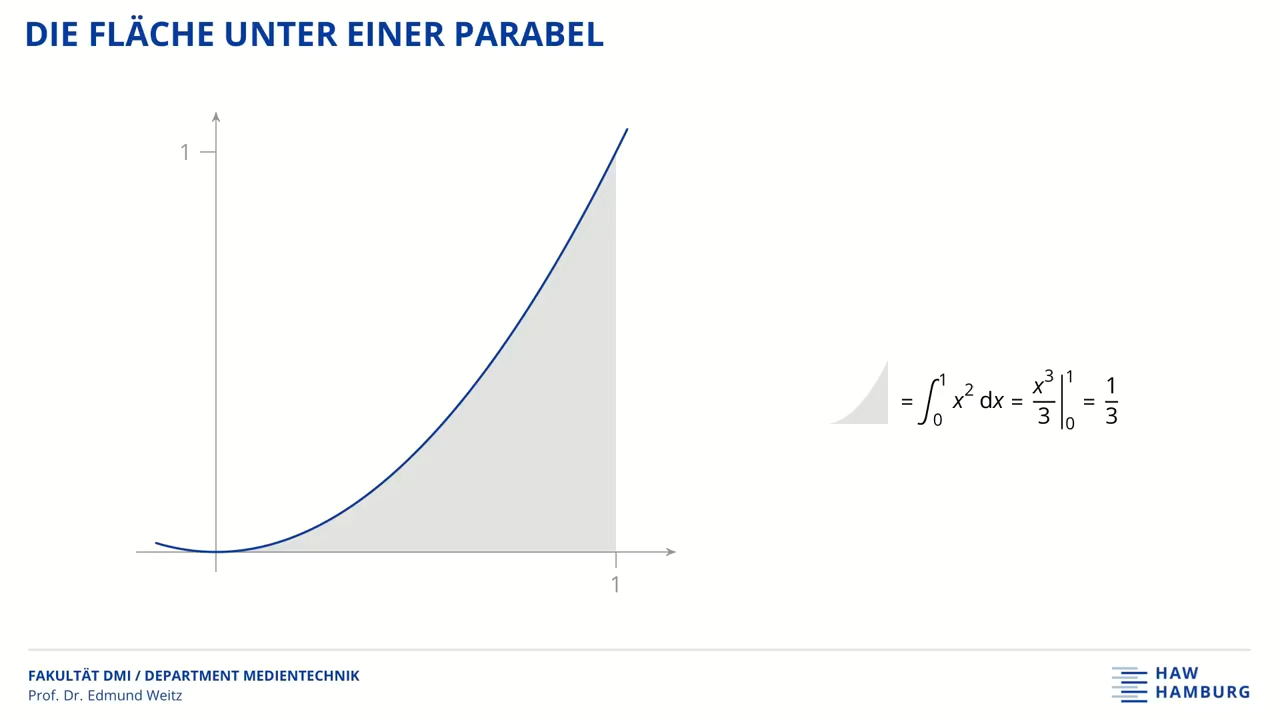 DIE FLÄCHE UNTER EINER PARABEL
1
= ∫₀¹ x² dx = x³/3 |₀¹ = 1/3
1
FAKULTÄT DMI / DEPARTMENT MEDIENTECHNIK
Prof. Dr. Edmund Weitz
HAW
HAMBURG